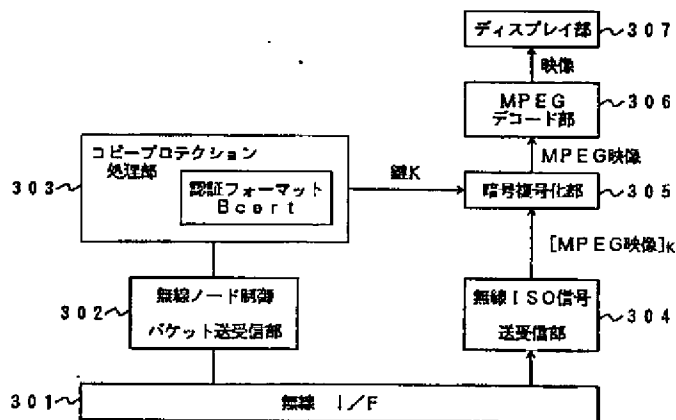 ディスプレイ部 307
映像
MPEG
デコード部 306
MPEG映像
コピープロテクション
処理部
303
認証フォーマット
Bcert
鍵K
暗号復号化部 305
[MPEG映像]K
無線ノード制御
パケット送受信部
302
無線ISO信号
送受信部
304
301 無線 I/F